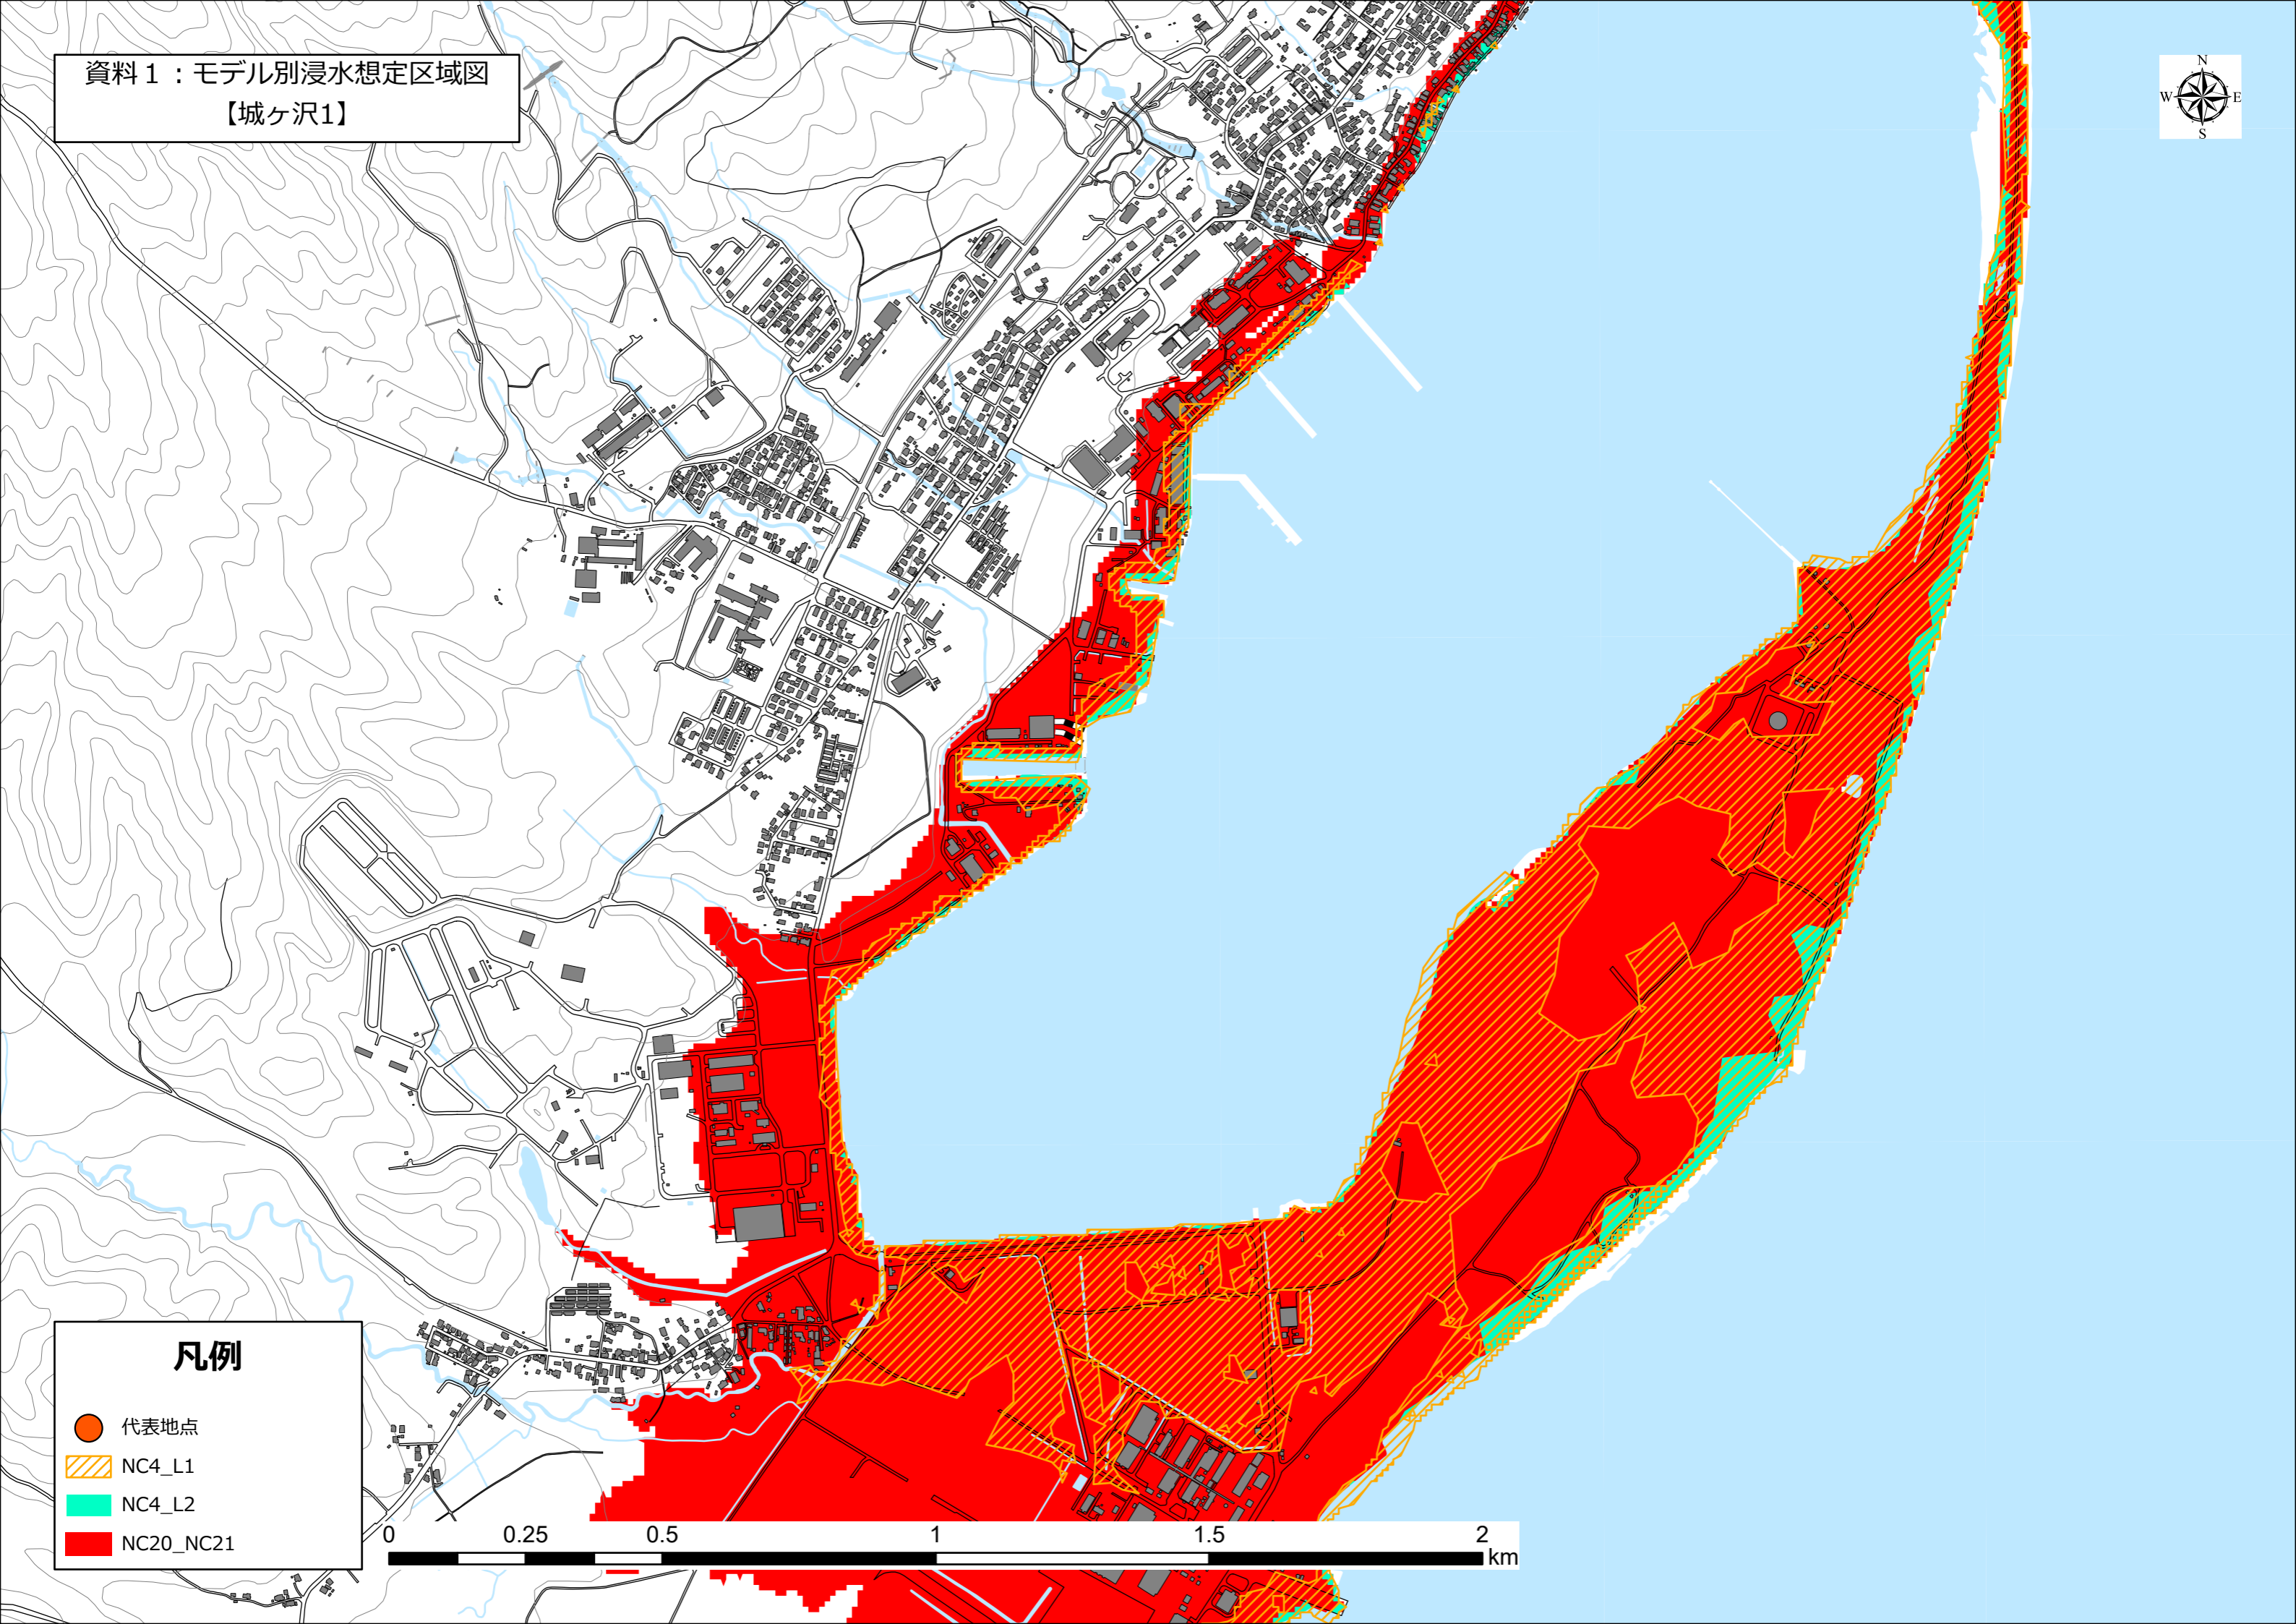 資料１：モデル別浸水想定区域図
【城ヶ沢1】
N
W E
S
凡例
代表地点
NC4_L1
NC4_L2
NC20_NC21
0 0.25 0.5 1 1.5 2
km